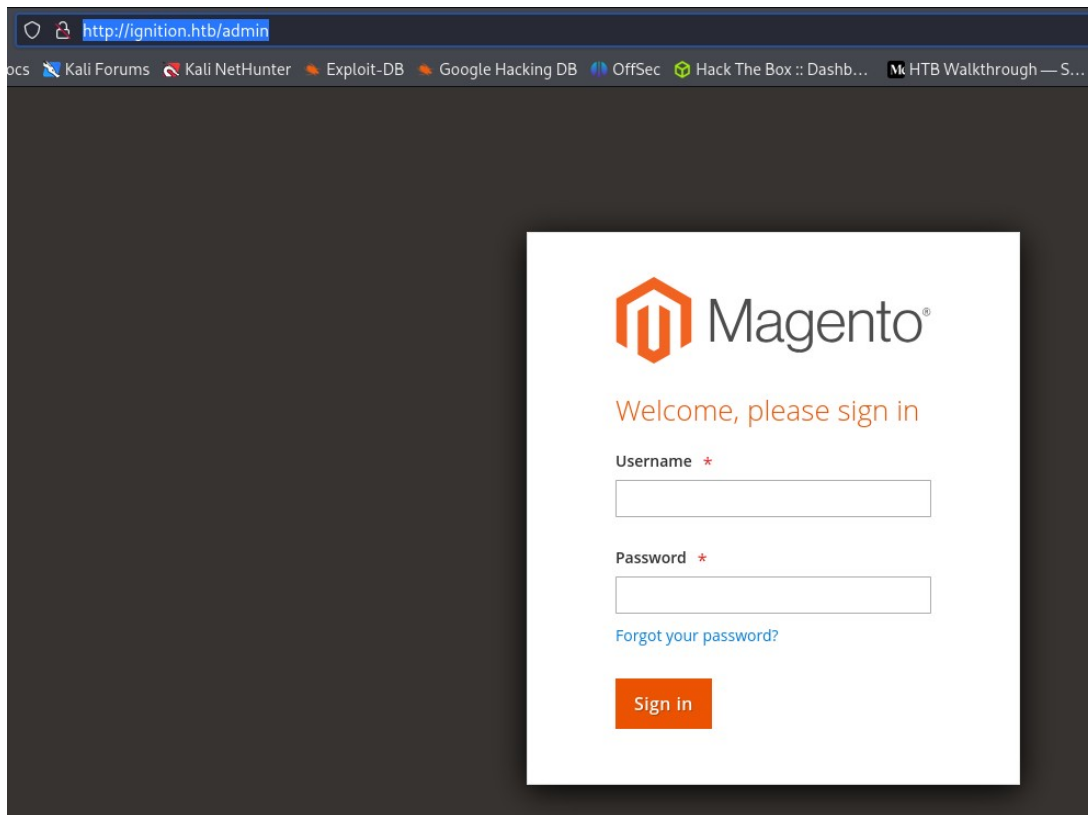 http://ignition.htb/admin
ocs Kali Forums Kali NetHunter Exploit-DB Google Hacking DB OffSec Hack The Box :: Dashb... HTB Walkthrough — S...
Magento®
Welcome, please sign in
Username *
Password *
Forgot your password?
Sign in